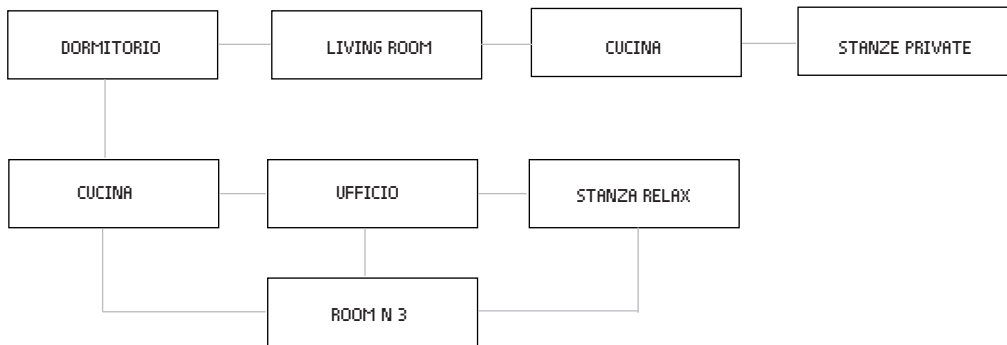 DORMITORIO
LIVING ROOM
CUCINA
STANZE PRIVATE
CUCINA
UFFICIO
STANZA RELAX
ROOM N 3